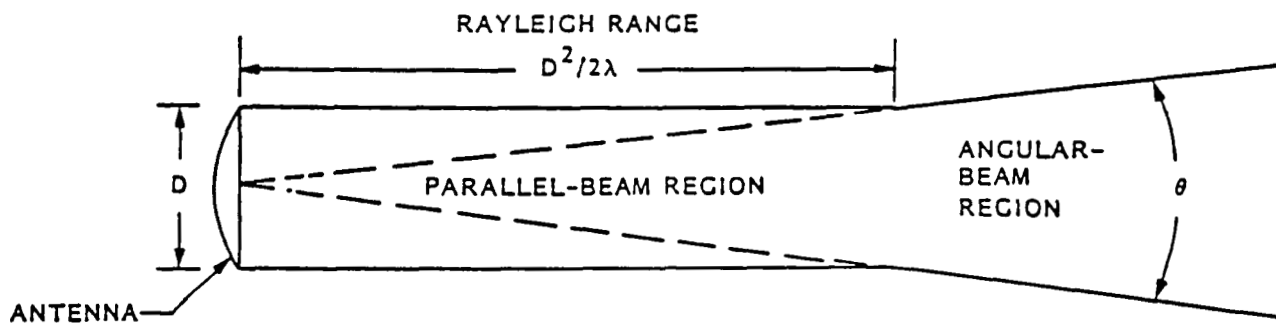 RAYLEIGH RANGE
D²/2λ
D
PARALLEL-BEAM REGION
ANGULAR-
BEAM
REGION
θ
ANTENNA